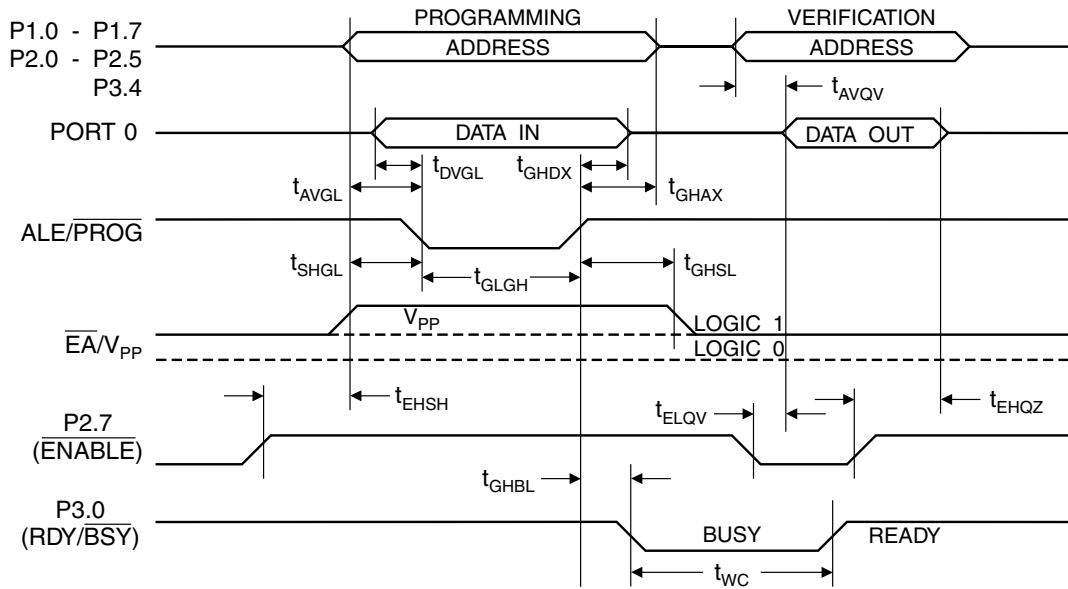 PROGRAMMING VERIFICATION
P1.0 - P1.7
P2.0 - P2.5
P3.4
ADDRESS ADDRESS
tAVQV
PORT 0 DATA IN DATA OUT
tDVGL tGHDX
tAVGL tGHAX
ALE/PROG
tSHGL tGLGH tGHSL
EA/VPP
VPP LOGIC 1
LOGIC 0
tEHSH tELQV tEHQZ
P2.7
(ENABLE)
tGHBL
P3.0
(RDY/BSY)
BUSY READY
tWC